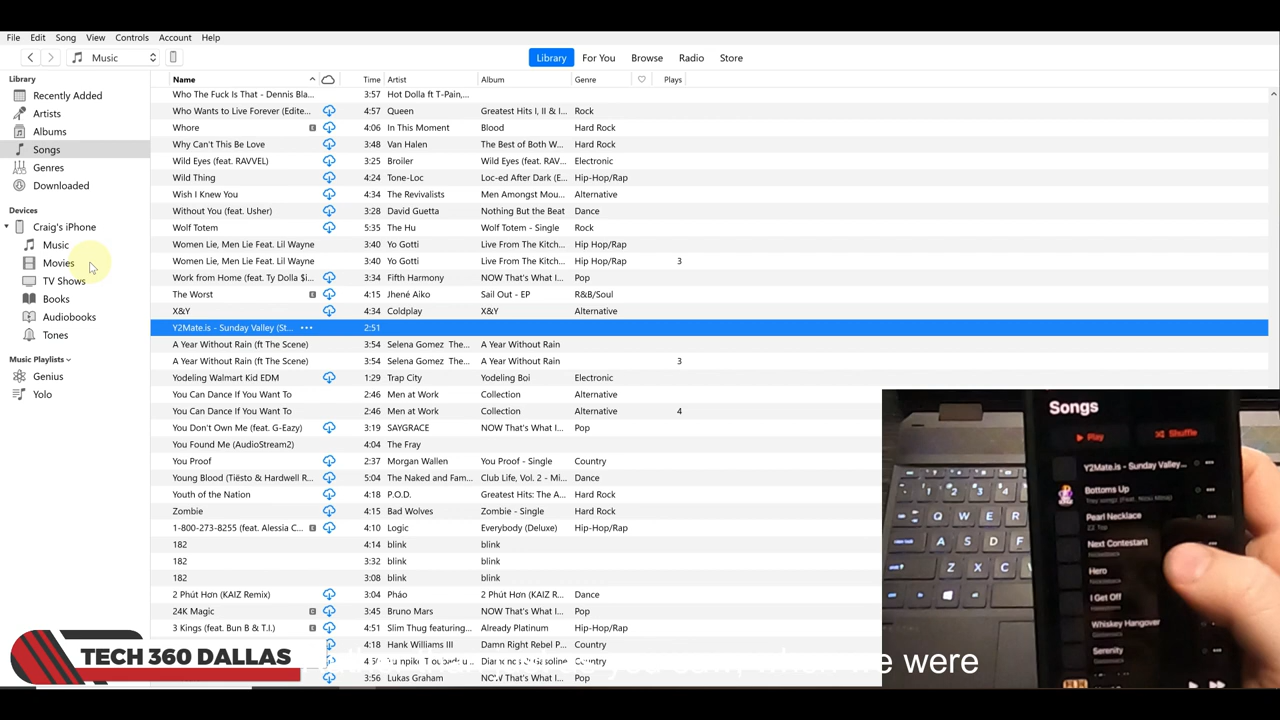 File Edit Song View Controls Account Help
Music
Library For You Browse Radio Store
Library
Recently Added
Artists
Albums
Songs
Genres
Downloaded
Devices
Craig's iPhone
Music
Movies
TV Shows
Books
Audiobooks
Tones
Music Playlists
Genius
Yolo
Name Time Artist Album Genre Plays
Who The Fuck Is That - Dennis Bla... 3:57 Hot Dolla ft T-Pain,...
Who Wants to Live Forever (Edite... 4:57 Queen Greatest Hits I, II & I... Rock
Whore E 4:06 In This Moment Blood Hard Rock
Why Can't This Be Love 3:48 Van Halen The Best of Both W... Hard Rock
Wild Eyes (feat. RAVVEL) 3:25 Broiler Wild Eyes (feat. RAV... Electronic
Wild Thing 4:24 Tone-Loc Loc-ed After Dark (E... Hip-Hop/Rap
Wish I Knew You 4:34 The Revivalists Men Amongst Mou... Alternative
Without You (feat. Usher) 3:28 David Guetta Nothing But the Beat Dance
Wolf Totem 5:35 The Hu Wolf Totem - Single Rock
Women Lie, Men Lie Feat. Lil Wayne 3:40 Yo Gotti Live From The Kitch... Hip Hop/Rap
Women Lie, Men Lie Feat. Lil Wayne 3:40 Yo Gotti Live From The Kitch... Hip Hop/Rap 3
Work from Home (feat. Ty Dolla $i... 3:34 Fifth Harmony NOW That's What I... Pop
The Worst E 4:15 Jhené Aiko Sail Out - EP R&B/Soul
X&Y 4:34 Coldplay X&Y Alternative
Y2Mate.is - Sunday Valley (St... ••• 2:51
A Year Without Rain (ft The Scene) 3:54 Selena Gomez The... A Year Without Rain
A Year Without Rain (ft The Scene) 3:54 Selena Gomez The... A Year Without Rain 3
Yodeling Walmart Kid EDM 1:29 Trap City Yodeling Boi Electronic
You Can Dance If You Want To 2:46 Men at Work Collection Alternative
You Can Dance If You Want To 2:46 Men at Work Collection Alternative 4
You Don't Own Me (feat. G-Eazy) 3:19 SAYGRACE NOW That's What I... Pop
You Found Me (AudioStream2) 4:04 The Fray
You Proof 2:37 Morgan Wallen You Proof - Single Country
Young Blood (Tiësto & Hardwell R... 5:04 The Naked and Fam... Club Life, Vol. 2 - Mi... Dance
Youth of the Nation 4:18 P.O.D. Greatest Hits: The A... Hard Rock
Zombie 4:15 Bad Wolves Zombie - Single Hard Rock
1-800-273-8255 (feat. Alessia C... E 4:10 Logic Everybody (Deluxe) Hip-Hop/Rap
182 4:14 blink blink
182 3:32 blink blink
182 3:08 blink blink
2 Phút Hơn (KAIZ Remix) 3:04 Pháo 2 Phút Hơn (KAIZ R... Dance
24K Magic C 3:45 Bruno Mars NOW That's What I... Pop
3 Kings (feat. Bun B & T.I.) E 4:51 Slim Thug featuring... Already Platinum Hip-Hop/Rap
4:18 Hank Williams III Damn Right Rebel P... Country
Country
3:56 Lukas Graham NOW That's What I... Pop
TECH 360 DALLAS
were
Songs
Play Shuffle
Y2Mate.is - Sunday Valley...
Bottoms Up
Pearl Necklace
ZZ Top
Next Contestant
Hero
I Get Off
Whiskey Hangover
Serenity
1 2 3 4
Q W E R
A S D F
Z X C